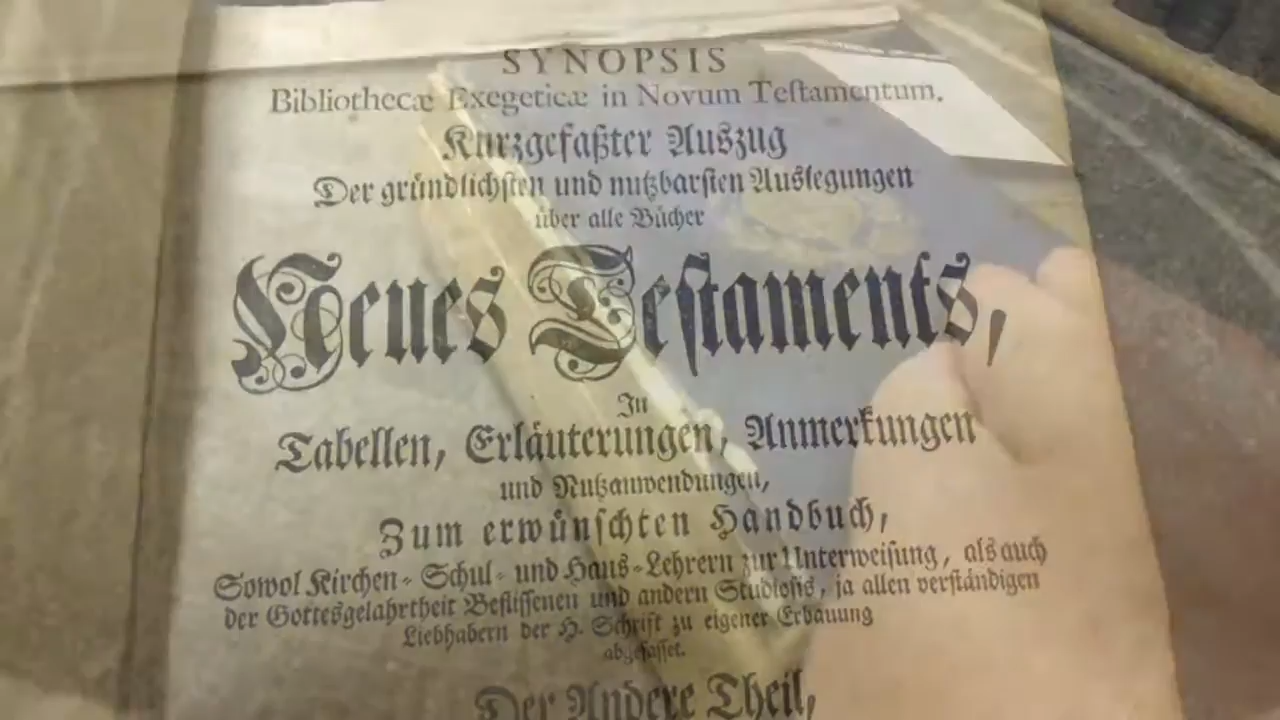 SYNOPSIS
Bibliothecæ Exegeticæ in Novum Teſtamentum.
Kurzgefaßter Auszug
Der gründlichſten und nutzbarſten Auslegungen
über alle Bücher
Neues Teſtaments,
In
Tabellen, Erläuterungen, Anmerkungen
und Nutzanwendungen,
Zum erwünſchten Handbuch,
Sowol Kirchen- Schul- und Haus-Lehrern zur Unterweiſung, als auch
der Gottesgelahrtheit Befliſſenen und andern Studioſis, ja allen verſtändigen
Liebhabern der H. Schrift zu eigener Erbauung
abgefaſſet.
Der Andere Theil,